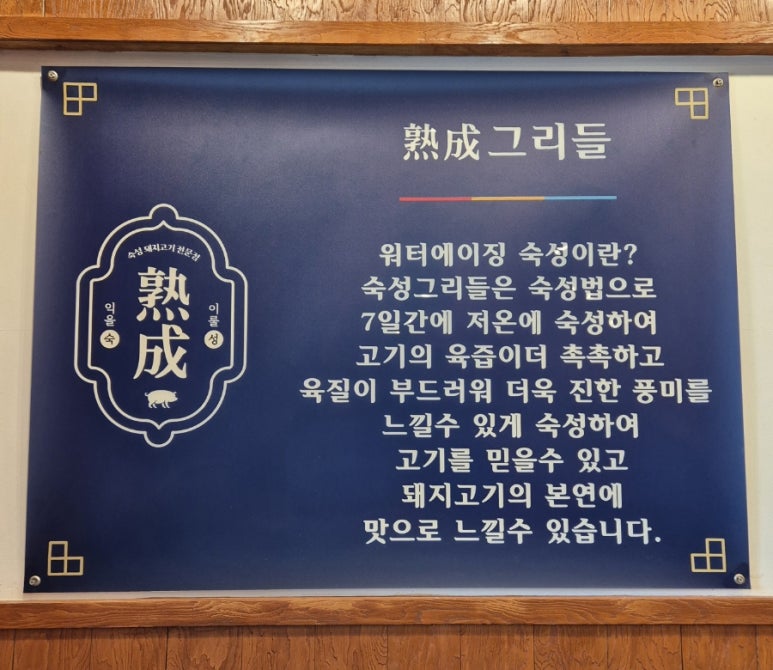 熟成그리들
워터에이징 숙성이란?
숙성그리들은 숙성법으로
7일간에 저온에 숙성하여
고기의 육즙이더 촉촉하고
육질이 부드러워 더욱 진한 풍미를
느낄수 있게 숙성하여
고기를 믿을수 있고
돼지고기의 본연에
맛으로 느낄수 있습니다.
숙성 돼지고기 전문점
熟成
익을 숙
이룰 성